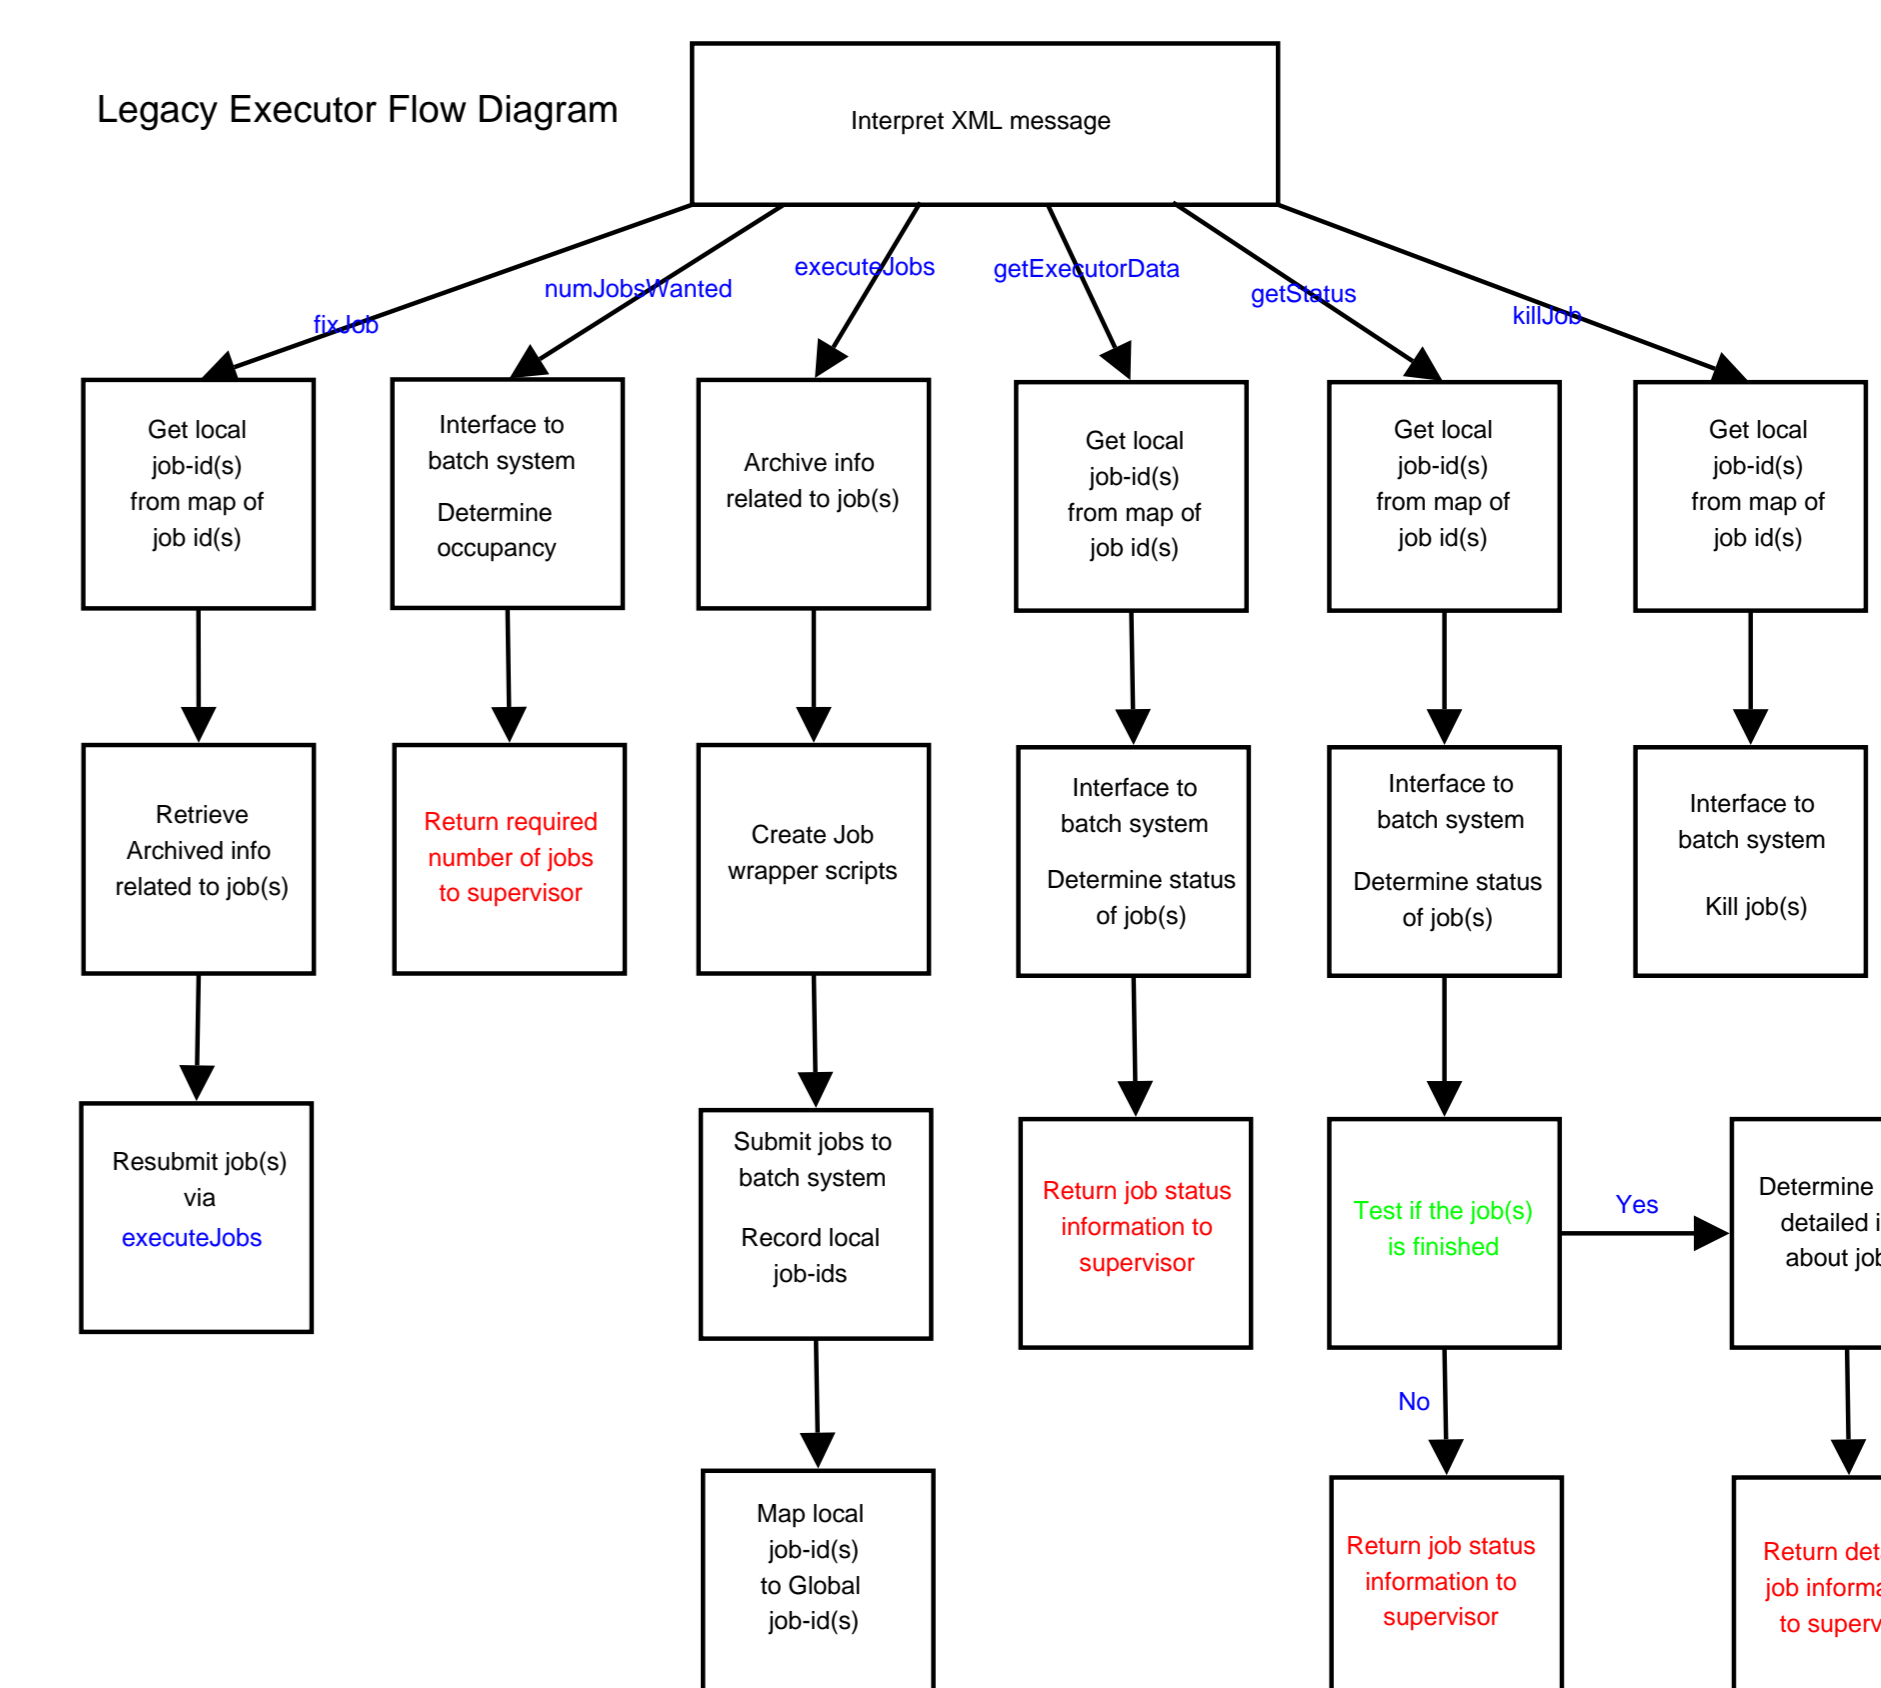 Legacy Executor Flow Diagram
Interpret XML message
fixJob
numJobsWanted
executeJobs
getExecutorData
getStatus
killJob
Get local
job-id(s)
from map of
job id(s)
Interface to
batch system
Determine
occupancy
Archive info
related to job(s)
Get local
job-id(s)
from map of
job id(s)
Get local
job-id(s)
from map of
job id(s)
Get local
job-id(s)
from map of
job id(s)
Retrieve
Archived info
related to job(s)
Return required
number of jobs
to supervisor
Create Job
wrapper scripts
Interface to
batch system
Determine status
of job(s)
Interface to
batch system
Determine status
of job(s)
Interface to
batch system
Kill job(s)
Resubmit job(s)
via
executeJobs
Submit jobs to
batch system
Record local
job-ids
Return job status
information to
supervisor
Test if the job(s)
is finished
Yes
Determine
detailed
about
No
Map local
job-id(s)
to Global
job-id(s)
Return job status
information to
supervisor
Return
job
to